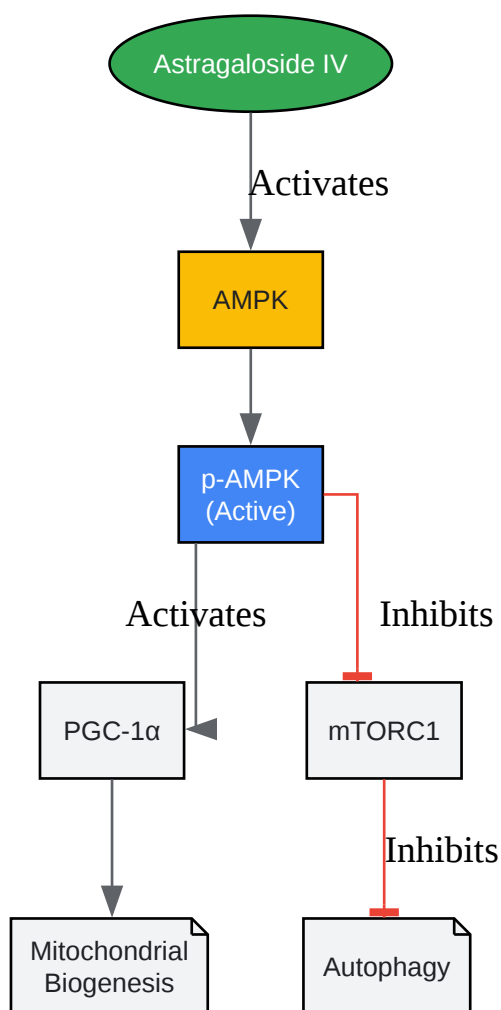 Astragaloside IV
Activates
AMPK
p-AMPK
(Active)
Activates
Inhibits
PGC-1α
mTORC1
Inhibits
Mitochondrial
Biogenesis
Autophagy